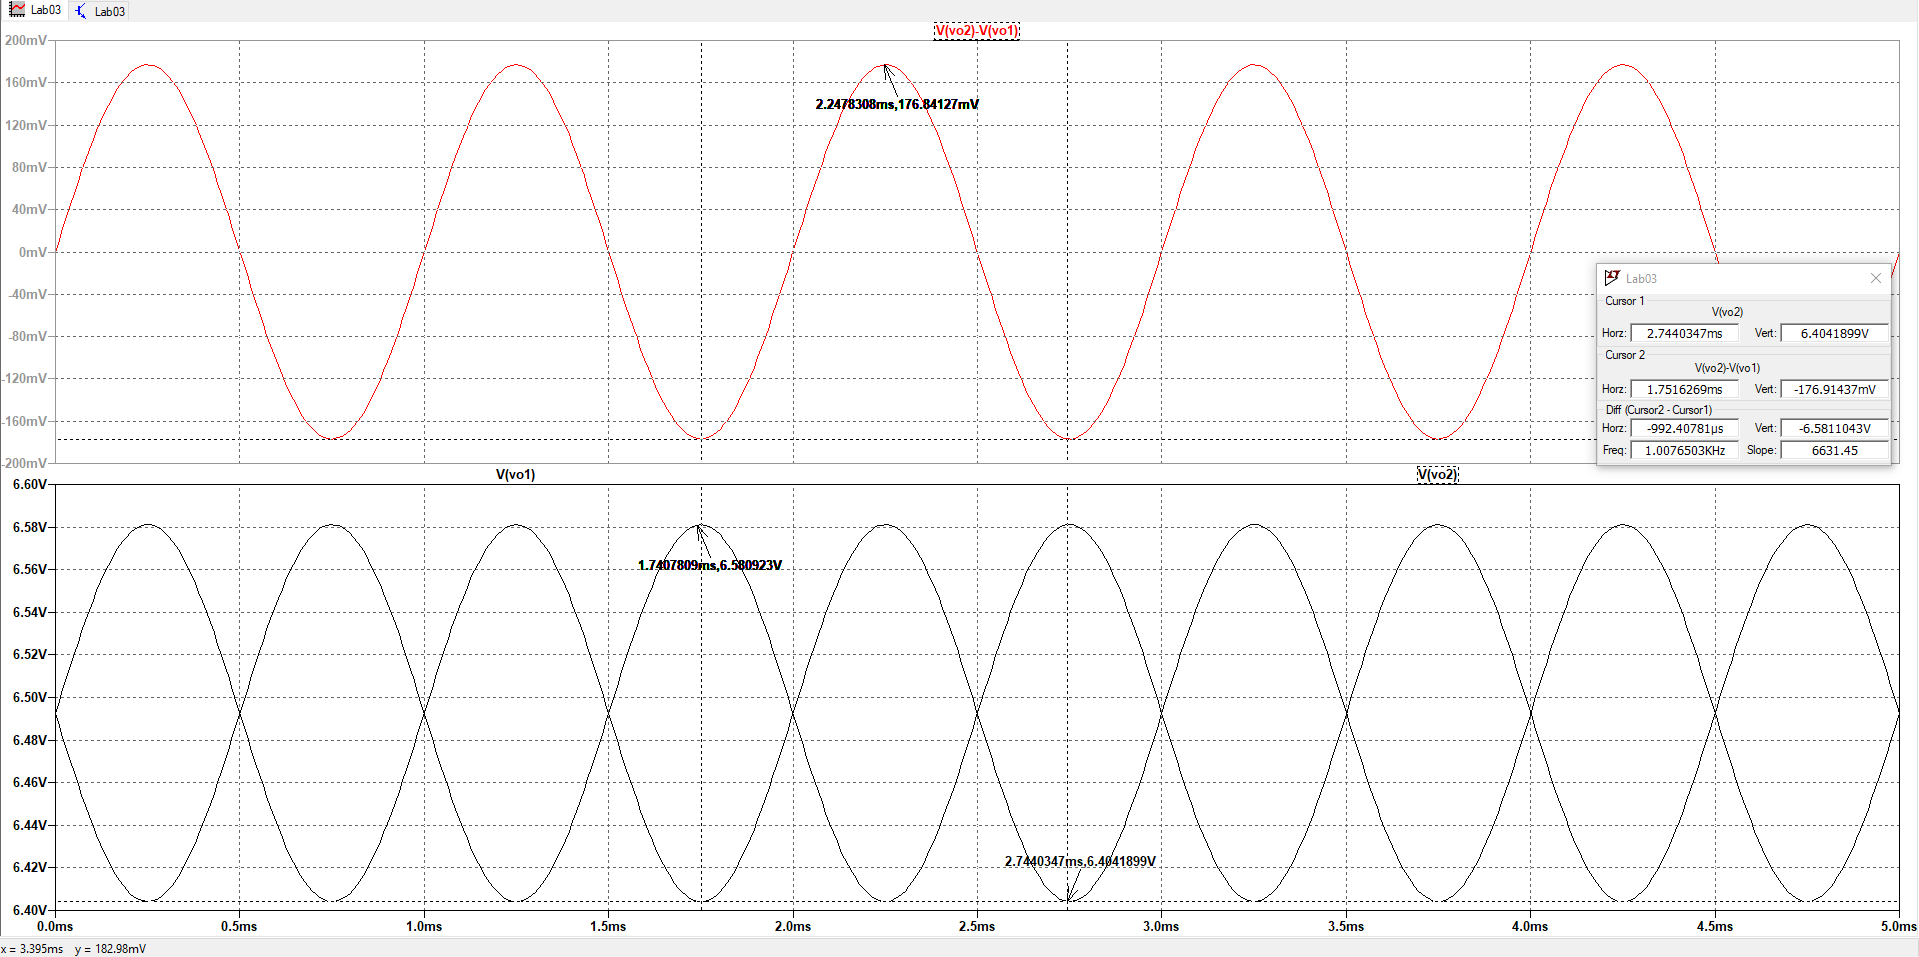 Lab03 Lab03
V(vo2)-V(vo1)
200mV
160mV
120mV
80mV
40mV
0mV
-40mV
-80mV
-120mV
-160mV
-200mV
2.2478308ms,176.84127mV
Lab03
Cursor 1
V(vo2)
Horz: 2.7440347ms Vert: 6.4041899V
Cursor 2
V(vo2)-V(vo1)
Horz: 1.7516269ms Vert: -176.91437mV
Diff (Cursor2 - Cursor1)
Horz: -992.40781µs Vert: -6.5811043V
Freq: 1.0076503KHz Slope: 6631.45
V(vo1) V(vo2)
6.60V
6.58V
6.56V
6.54V
6.52V
6.50V
6.48V
6.46V
6.44V
6.42V
6.40V
1.7407809ms,6.580923V
2.7440347ms,6.4041899V
0.0ms 0.5ms 1.0ms 1.5ms 2.0ms 2.5ms 3.0ms 3.5ms 4.0ms 4.5ms 5.0ms
x = 3.395ms y = 182.98mV